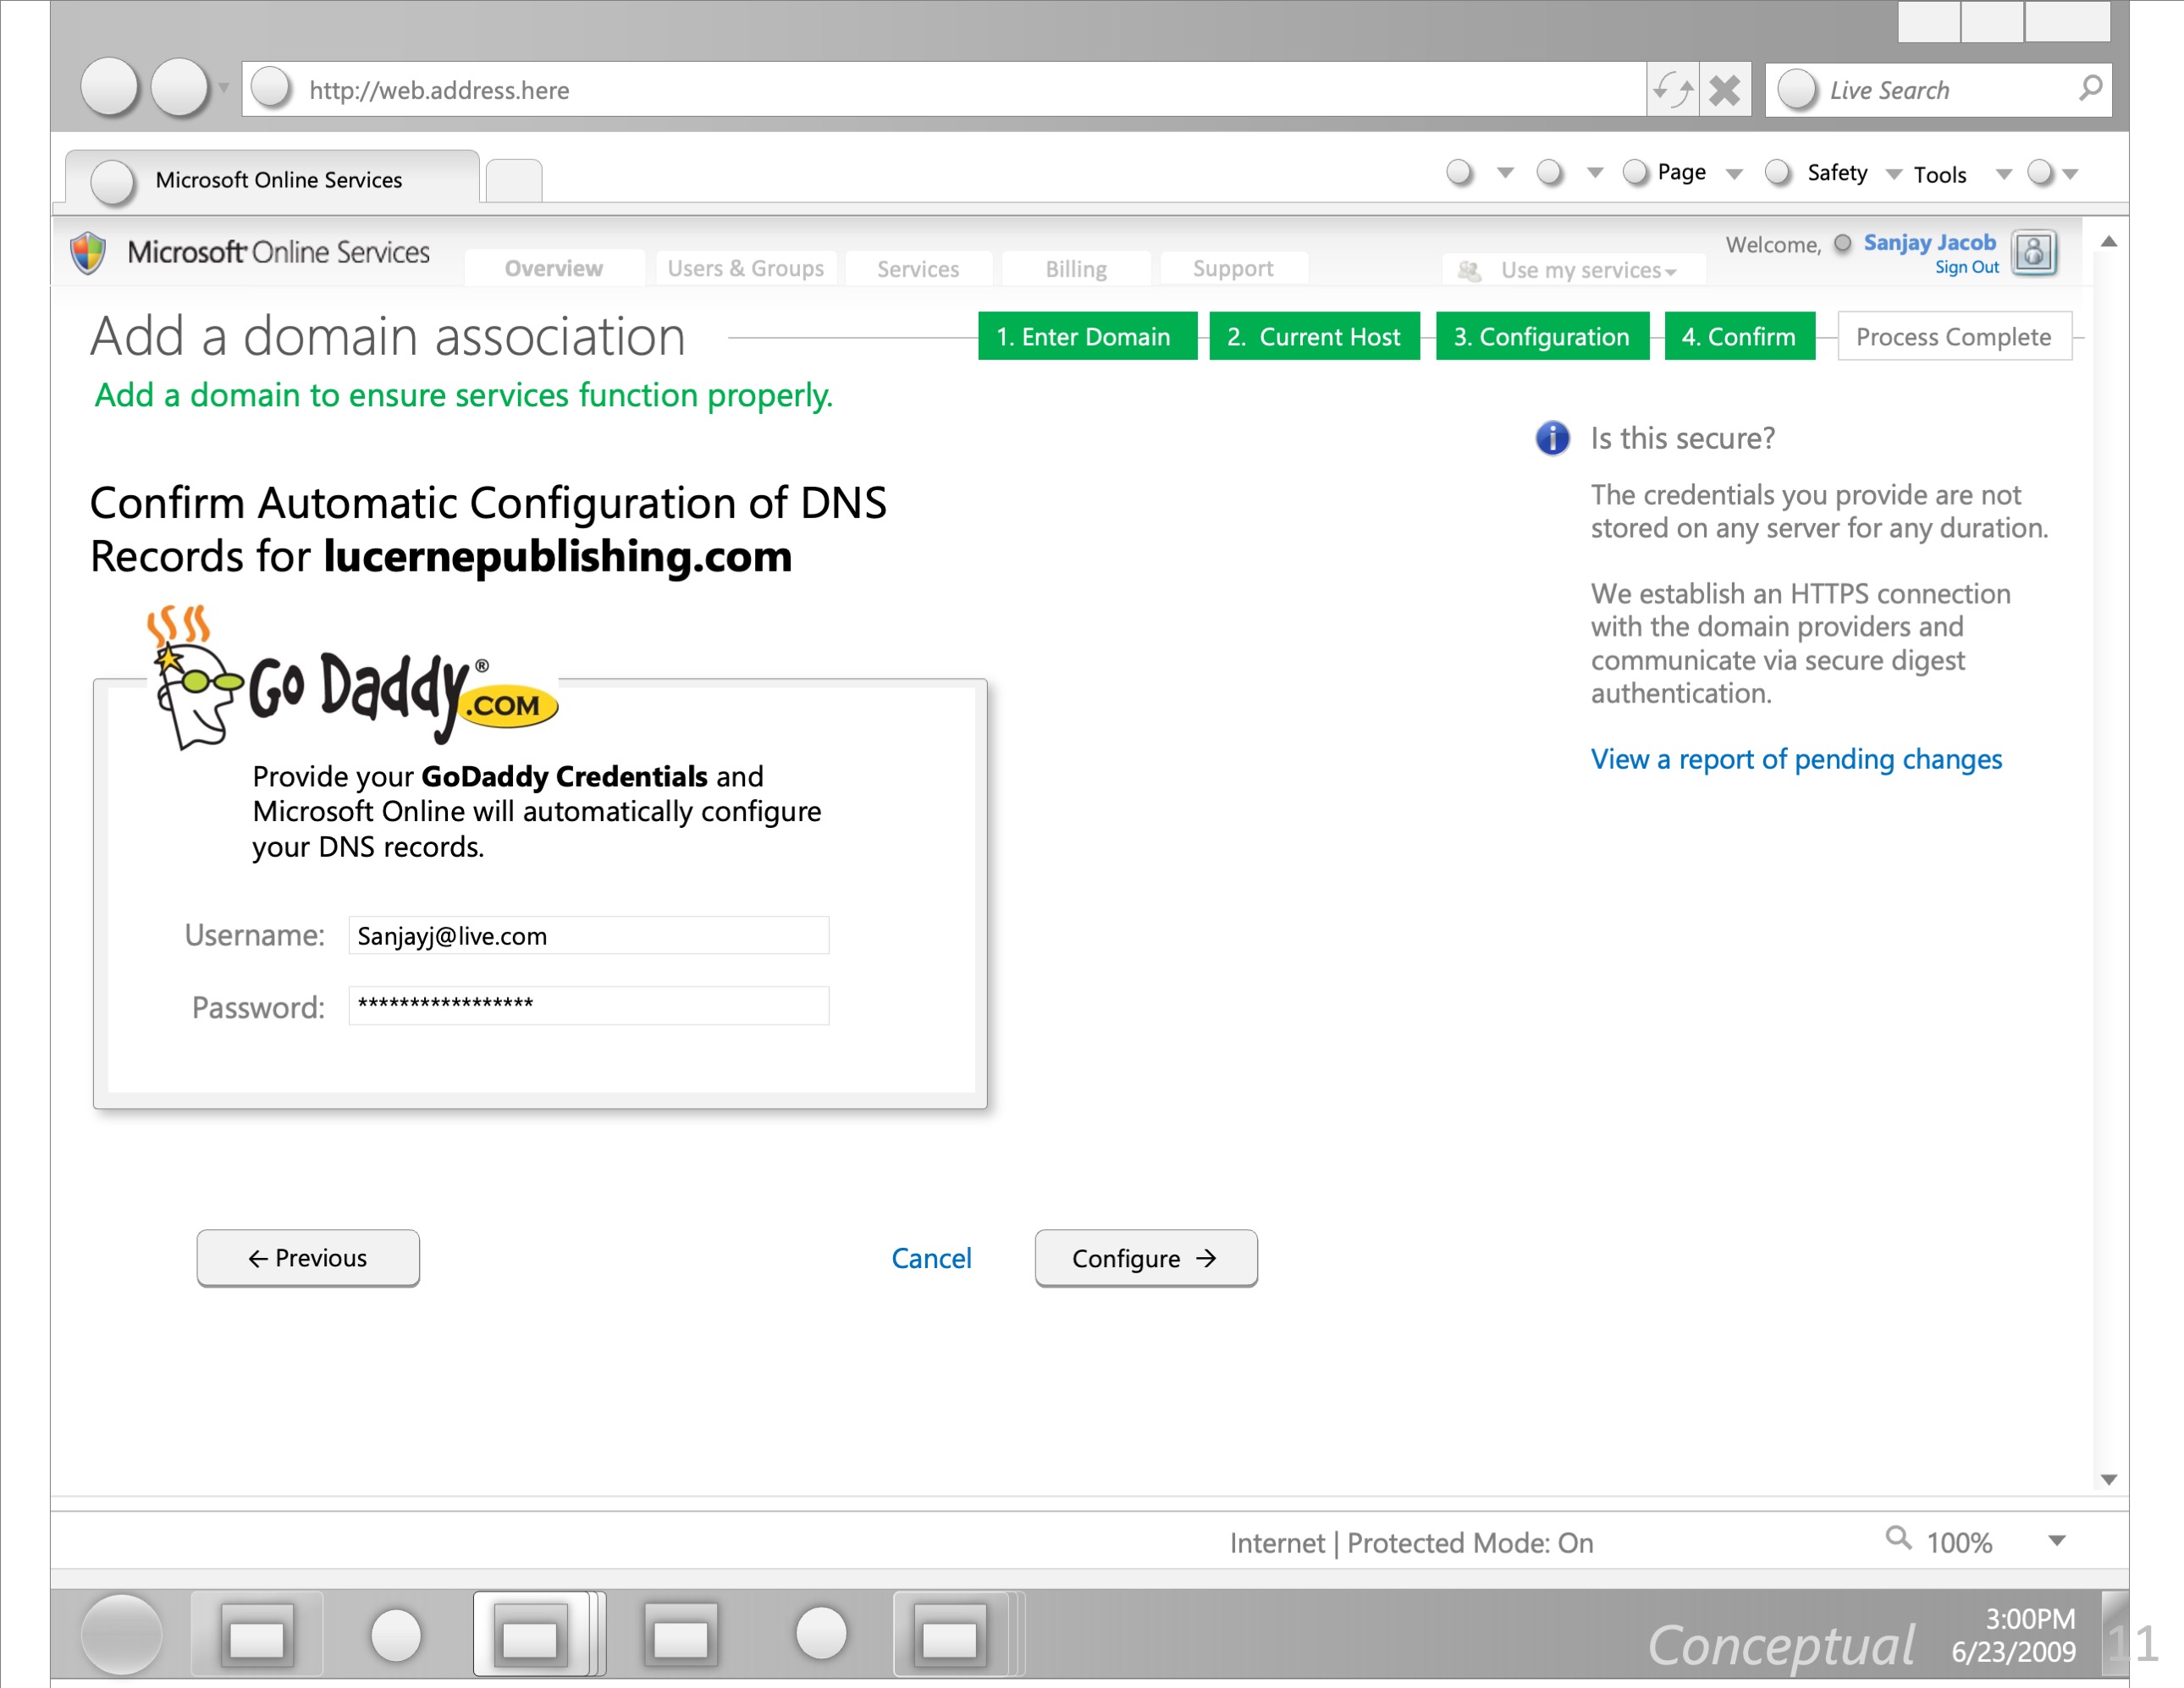 http://web.address.here
Live Search
Microsoft Online Services
Page
Safety
Tools
Microsoft Online Services
Overview
Users & Groups
Services
Billing
Support
Use my services
Welcome, Sanjay Jacob
Sign Out
Add a domain association
1. Enter Domain
2. Current Host
3. Configuration
4. Confirm
Process Complete
Add a domain to ensure services function properly.
Confirm Automatic Configuration of DNS
Records for lucernepublishing.com
Go Daddy®
.COM
Provide your GoDaddy Credentials and
Microsoft Online will automatically configure
your DNS records.
Username: Sanjayj@live.com
Password: *****************
Is this secure?
The credentials you provide are not
stored on any server for any duration.
We establish an HTTPS connection
with the domain providers and
communicate via secure digest
authentication.
View a report of pending changes
← Previous
Cancel
Configure →
Internet | Protected Mode: On
100%
Conceptual
3:00PM
6/23/2009
11